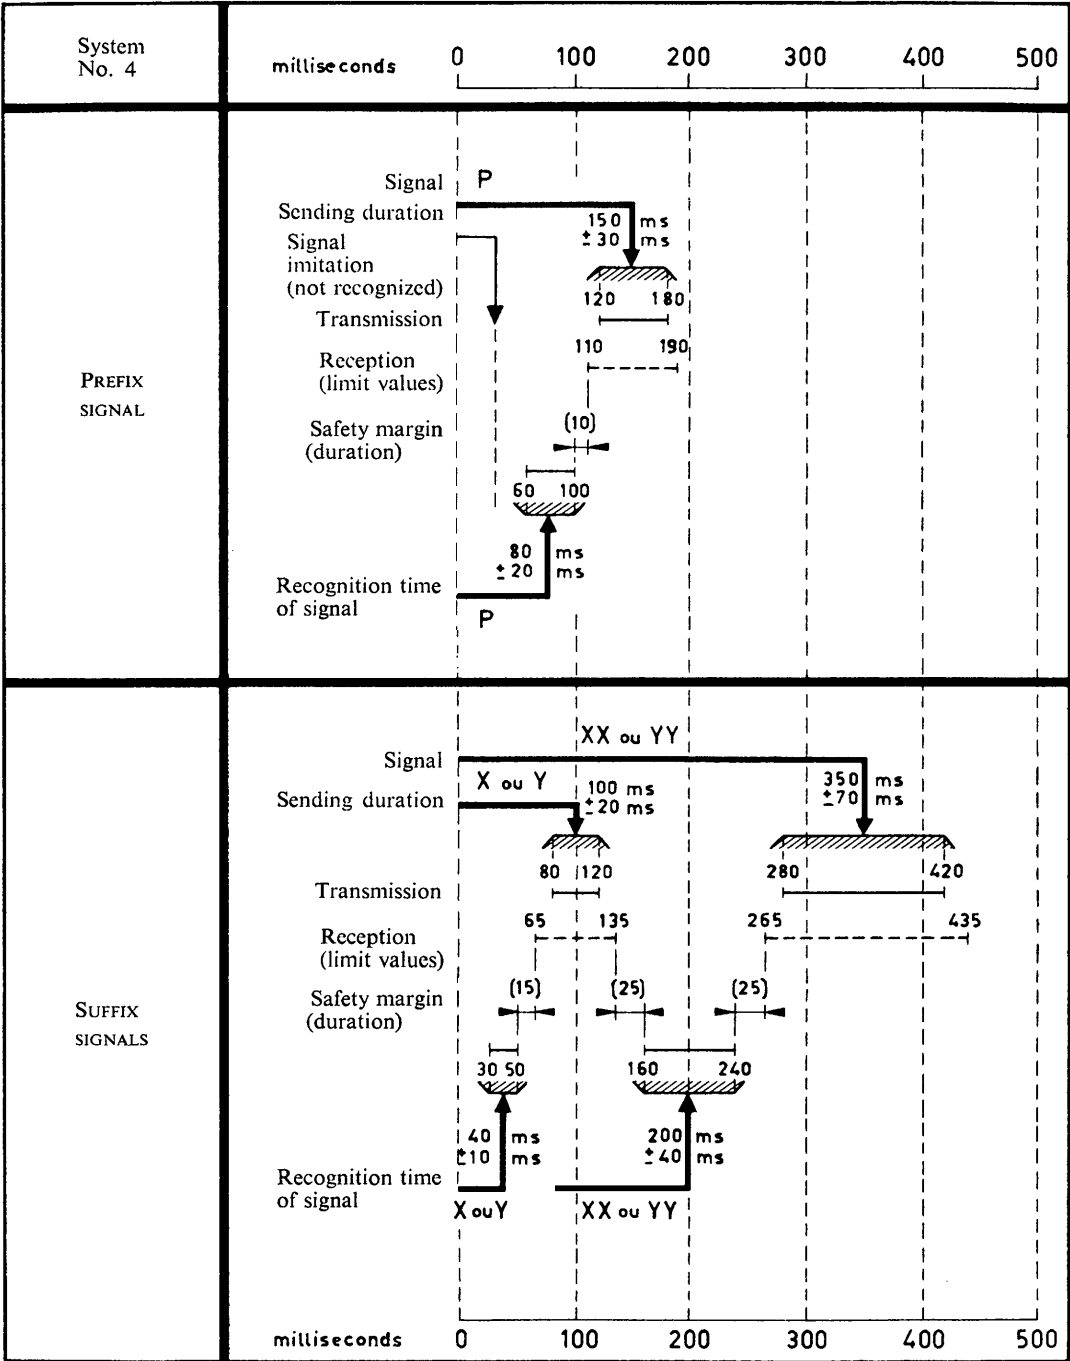 System
No. 4
milliseconds 0 100 200 300 400 500
PREFIX
SIGNAL
Signal P
Sending duration
150 ms
± 30 ms
Signal
imitation
(not recognized)
120 180
Transmission
110 190
Reception
(limit values)
(10)
Safety margin
(duration)
60 100
80 ms
± 20 ms
Recognition time
of signal
P
SUFFIX
SIGNALS
XX ou YY
Signal
X ou Y
350 ms
± 70 ms
Sending duration
100 ms
± 20 ms
80 120 280 420
Transmission
65 135 265 435
Reception
(limit values)
(15) (25) (25)
Safety margin
(duration)
30 50 160 240
40 ms
± 10 ms
200 ms
± 40 ms
Recognition time
of signal
X ou Y XX ou YY
milliseconds 0 100 200 300 400 500